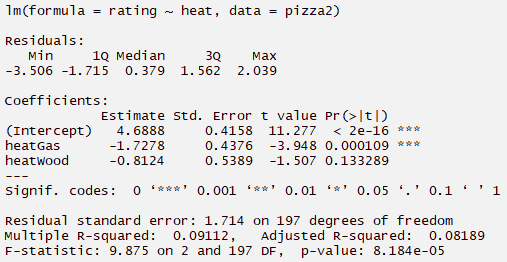 lm(formula = rating ~ heat, data = pizza2)
Residuals:
Min 1Q Median 3Q Max
-3.506 -1.715 0.379 1.562 2.039
Coefficients:
Estimate Std. Error t value Pr(>|t|)
(Intercept) 4.6888 0.4158 11.277 < 2e-16 ***
heatGas -1.7278 0.4376 -3.948 0.000109 ***
heatWood -0.8124 0.5389 -1.507 0.133289
---
Signif. codes: 0 ‘***’ 0.001 ‘**’ 0.01 ‘*’ 0.05 ‘.’ 0.1 ‘ ’ 1
Residual standard error: 1.714 on 197 degrees of freedom
Multiple R-squared: 0.09112, Adjusted R-squared: 0.08189
F-statistic: 9.875 on 2 and 197 DF, p-value: 8.184e-05